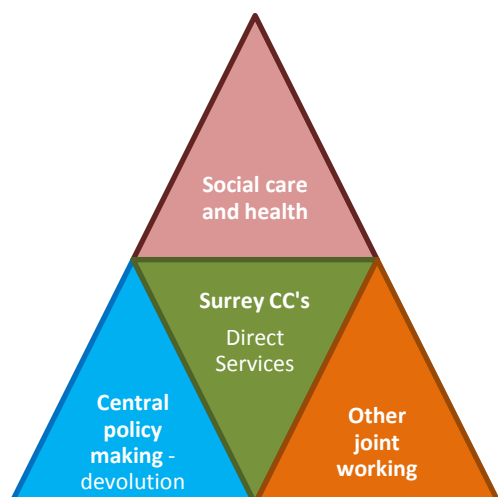 Social care
and health
Surrey CC's
Direct
Services
Central
policy
making -
devolution
Other
joint
working